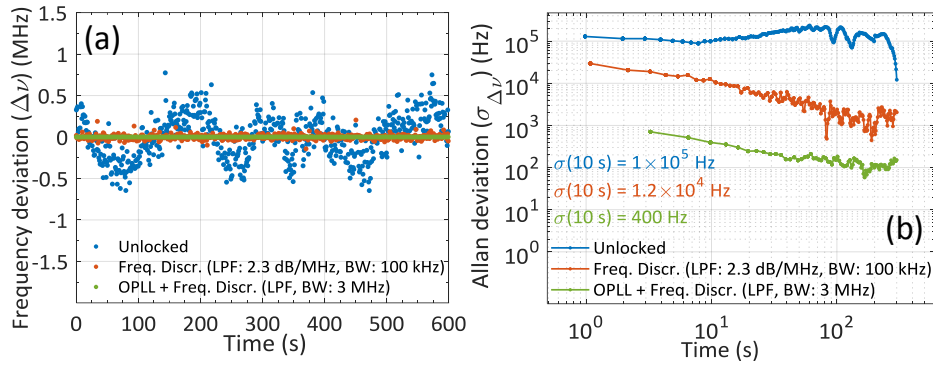 (a)
Frequency deviation (Δν) (MHz)
1.5
1
0.5
0
-0.5
-1
-1.5
Unlocked
Freq. Discr. (LPF: 2.3 dB/MHz, BW: 100 kHz)
OPLL + Freq. Discr. (LPF, BW: 3 MHz)
0 100 200 300 400 500 600
Time (s)
Allan deviation (σ_Δν) (Hz)
10^5
10^4
10^3
10^2
10^1
10^0
σ(10 s) = 1×10^5 Hz
σ(10 s) = 1.2×10^4 Hz
σ(10 s) = 400 Hz
(b)
Unlocked
Freq. Discr. (LPF: 2.3 dB/MHz, BW: 100 kHz)
OPLL + Freq. Discr. (LPF, BW: 3 MHz)
10^0 10^1 10^2
Time (s)